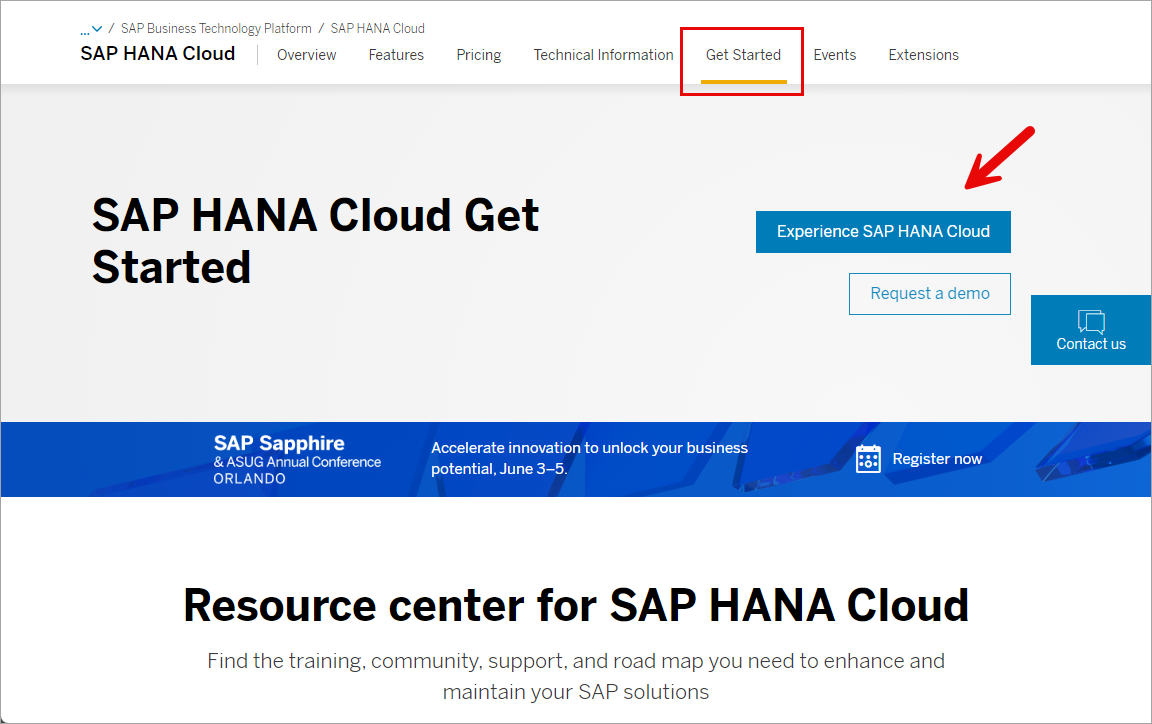 ... / SAP Business Technology Platform / SAP HANA Cloud
SAP HANA Cloud Overview Features Pricing Technical Information Get Started Events Extensions
SAP HANA Cloud Get
Started
Experience SAP HANA Cloud
Request a demo
Contact us
SAP Sapphire
& ASUG Annual Conference
ORLANDO
Accelerate innovation to unlock your business
potential, June 3–5.
Register now
Resource center for SAP HANA Cloud
Find the training, community, support, and road map you need to enhance and
maintain your SAP solutions